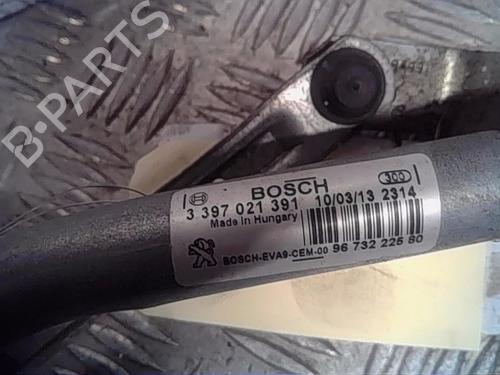 B-PARTS
BOSCH 300
3 397 021 391 10/03/13 2314
Made in Hungary
BOSCH-EVA9-CEM-00 96 732 225 80